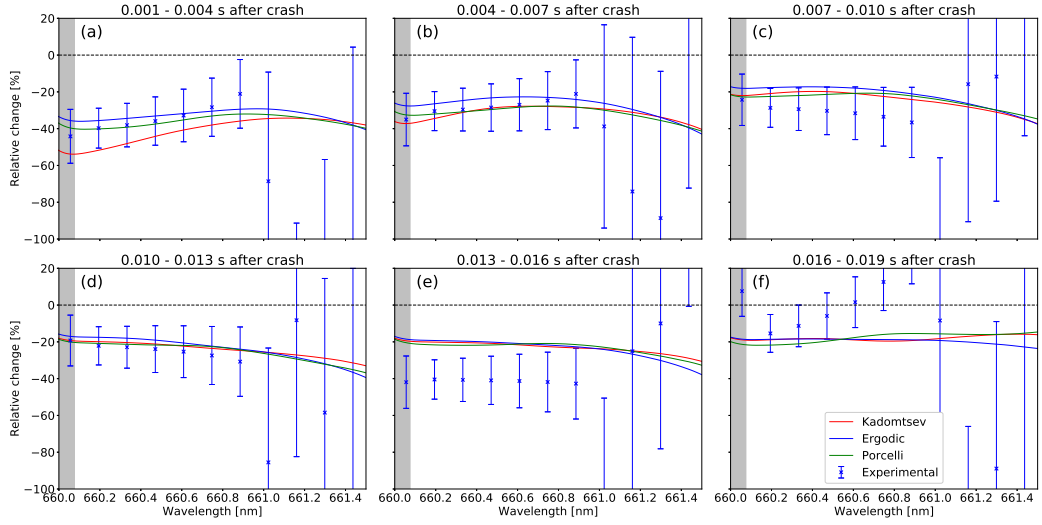 0.001 - 0.004 s after crash
0.004 - 0.007 s after crash
0.007 - 0.010 s after crash
(a)
(b)
(c)
20
0
−20
−40
−60
−80
−100
Relative change [%]
0.010 - 0.013 s after crash
0.013 - 0.016 s after crash
0.016 - 0.019 s after crash
(d)
(e)
(f)
20
0
−20
−40
−60
−80
−100
Relative change [%]
Kadomtsev
Ergodic
Porcelli
Experimental
660.0 660.2 660.4 660.6 660.8 661.0 661.2 661.4
660.0 660.2 660.4 660.6 660.8 661.0 661.2 661.4
660.0 660.2 660.4 660.6 660.8 661.0 661.2 661.4
Wavelength [nm]
Wavelength [nm]
Wavelength [nm]